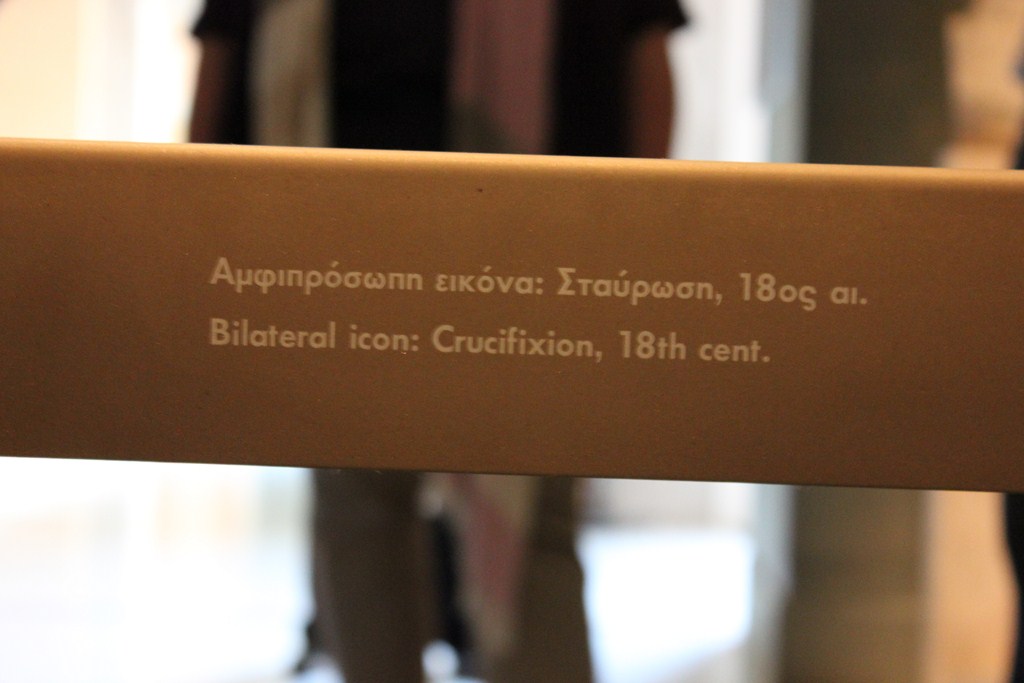 Αμφιπρόσωπη εικόνα: Σταύρωση, 18ος αι.
Bilateral icon: Crucifixion, 18th cent.